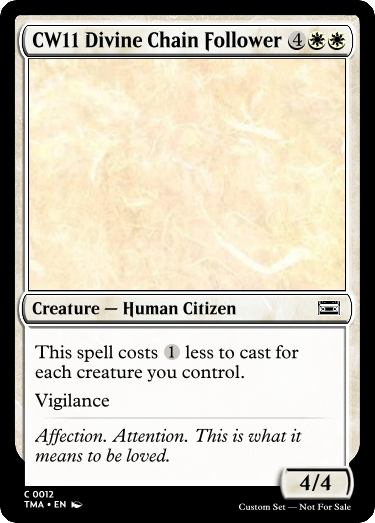 CW11 Divine Chain Follower 4
Creature — Human Citizen
This spell costs 1 less to cast for
each creature you control.
Vigilance
Affection. Attention. This is what it
means to be loved.
4/4
C 0012
TMA • EN
Custom Set — Not For Sale